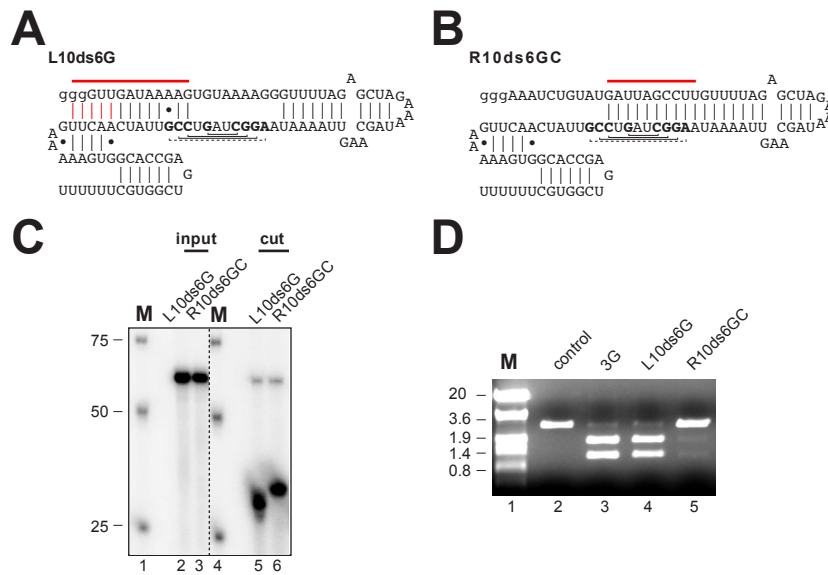 A
B
L10ds6G
R10ds6GC
A
gggGUUGAUAAAAGUGUAAAAGGGUUUUAG GCUAG
A
A
GUUCAACUAUUGCCUGAUCGGAAUAAAAUU CGAU
A
A
GAA
A
A
AAAGUGGCACCGA
G
UUUUUUCGUGGCU
A
gggAAAUCUGUAUGAUUAGCCUUGUUUUAG GCUAG
A
A
GUUCAACUAUUGCCUGAUCGGAAUAAAAUU CGAU
A
A
GAA
A
A
AAAGUGGCACCGA
G
UUUUUUCGUGGCU
C
D
input cut
M L10ds6G R10ds6GC M L10ds6G R10ds6GC
75
50
25
1 2 3 4 5 6
M control 3G L10ds6G R10ds6GC
20
3.6
1.9
1.4
0.8
1 2 3 4 5